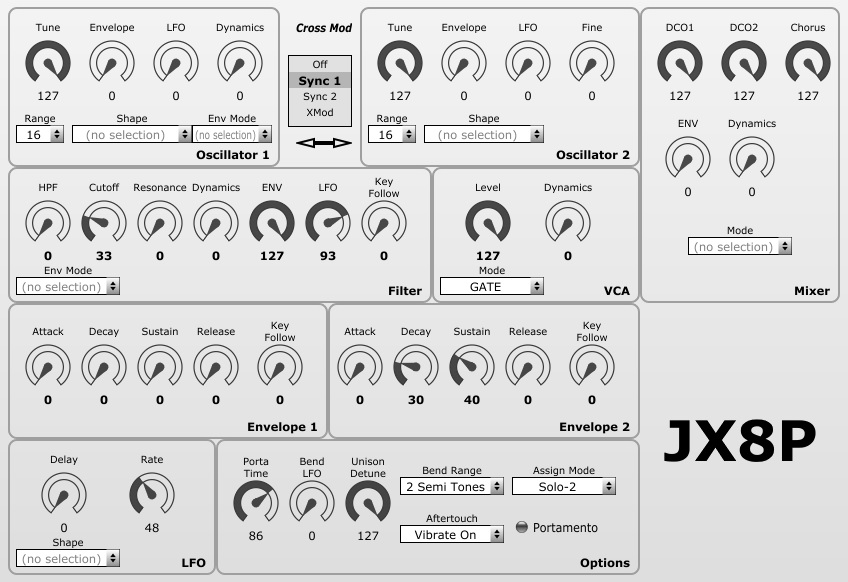 Tune Envelope LFO Dynamics
127 0 0 0
Range Shape Env Mode
16 (no selection) (no selection)
Oscillator 1
Cross Mod
Off
Sync 1
Sync 2
XMod
Tune Envelope LFO Fine
127 0 0 0
Range Shape
16 (no selection)
Oscillator 2
DCO1 DCO2 Chorus
127 127 127
ENV Dynamics
0 0
Mode
(no selection)
Mixer
HPF Cutoff Resonance Dynamics ENV LFO Key
Follow
0 33 0 0 127 93 0
Env Mode
(no selection)
Filter
Level Dynamics
127 0
Mode
GATE
VCA
Attack Decay Sustain Release Key
Follow
0 0 0 0 0
Envelope 1
Attack Decay Sustain Release Key
Follow
0 30 40 0 0
Envelope 2
JX8P
Delay Rate
0 48
Shape
(no selection)
LFO
Porta Bend Unison
Time LFO Detune
86 0 127
Bend Range Assign Mode
2 Semi Tones Solo-2
Aftertouch
Vibrate On Portamento
Options